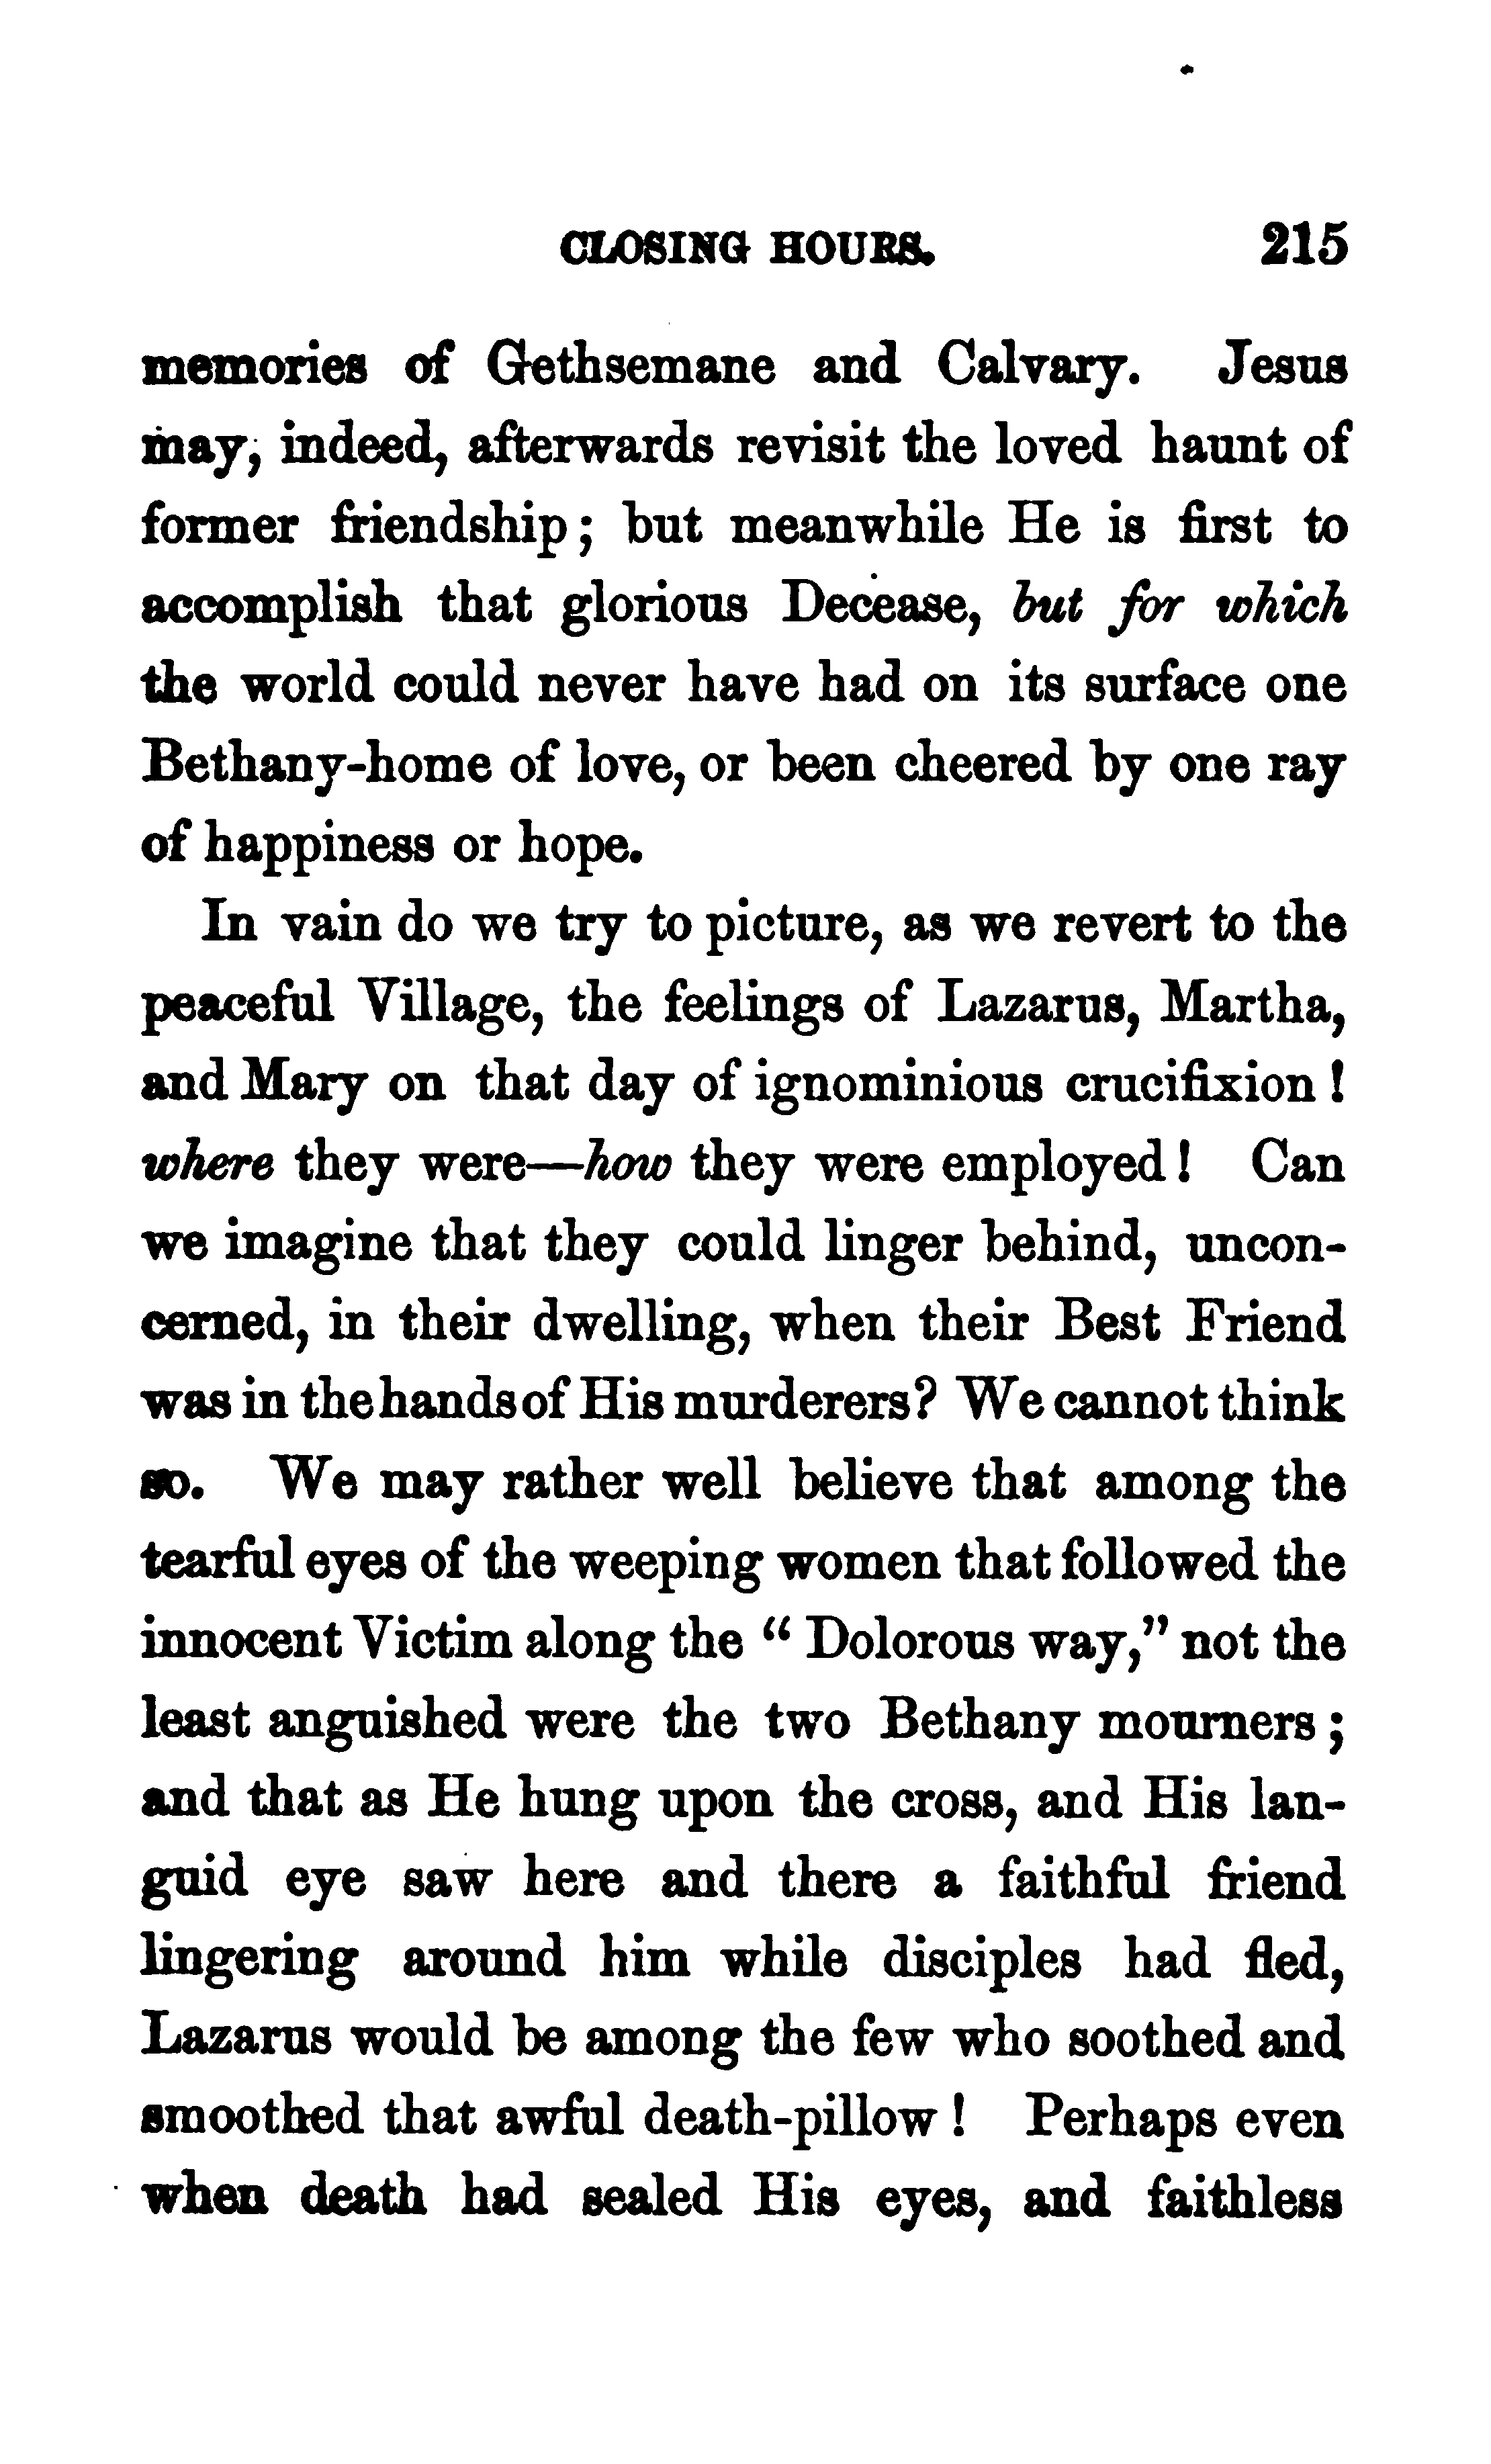 CLOSING HOURS. 215
memories of Gethsemane and Calvary. Jesus
may, indeed, afterwards revisit the loved haunt of
former friendship; but meanwhile He is first to
accomplish that glorious Decease, but for which
the world could never have had on its surface one
Bethany-home of love, or been cheered by one ray
of happiness or hope.
In vain do we try to picture, as we revert to the
peaceful Village, the feelings of Lazarus, Martha,
and Mary on that day of ignominious crucifixion!
where they were—how they were employed! Can
we imagine that they could linger behind, uncon-
cerned, in their dwelling, when their Best Friend
was in the hands of His murderers? We cannot think
so. We may rather well believe that among the
tearful eyes of the weeping women that followed the
innocent Victim along the “Dolorous way,” not the
least anguished were the two Bethany mourners;
and that as He hung upon the cross, and His lan-
guid eye saw here and there a faithful friend
lingering around him while disciples had fled,
Lazarus would be among the few who soothed and
smoothed that awful death-pillow! Perhaps even
when death had sealed His eyes, and faithless